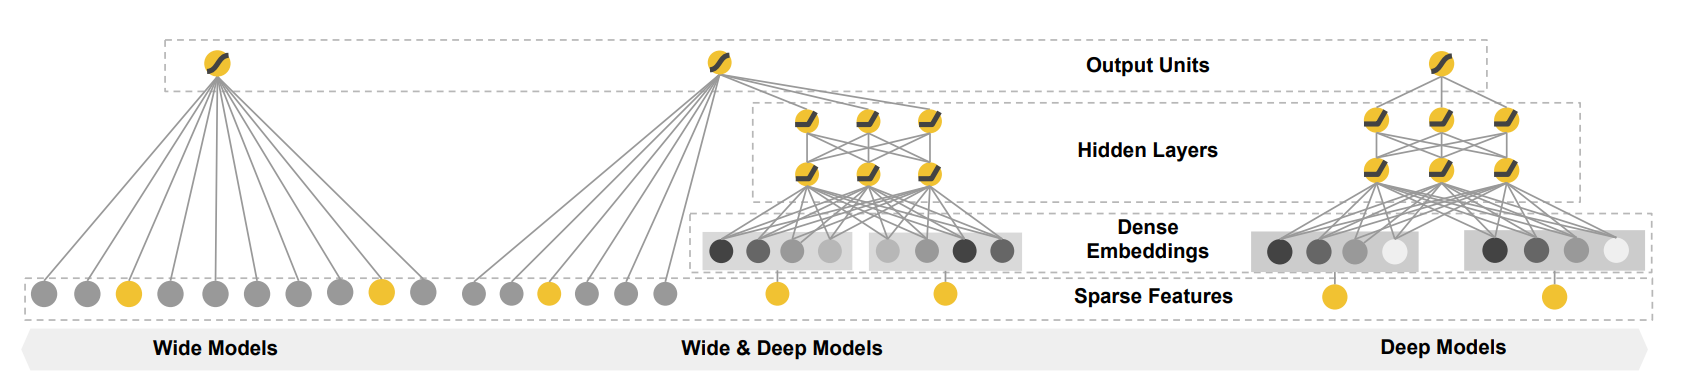 Output Units
Hidden Layers
Dense
Embeddings
Sparse Features
Wide Models
Wide & Deep Models
Deep Models